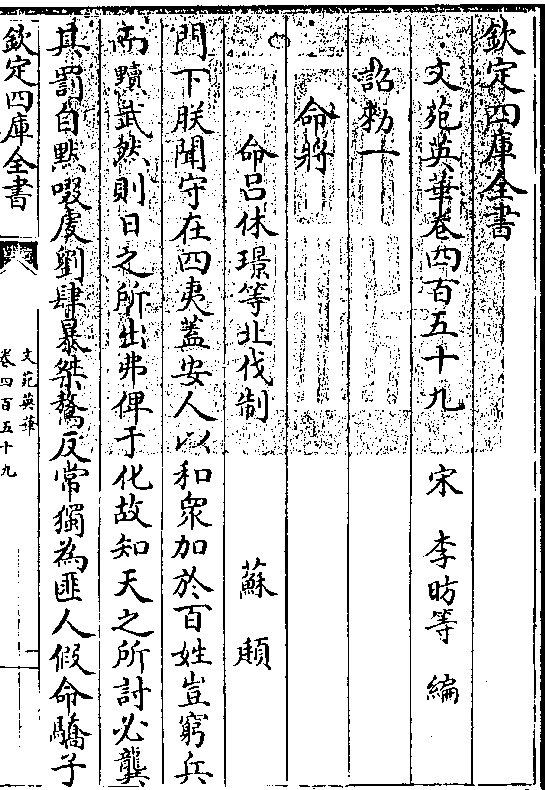 欽定四庫全書
文苑英華卷四百五十九
宋 李昉等 編
詔勅一
命將
命吕休璟等北伐制
蘇頲
門下朕聞守在四夷蓋安人以和衆加於百姓豈窮兵
而黷武然則日之所出弗俾于化故知天之所討必龔
其罰自默啜虔劉肆暴桀驁反常獨為匪人假命驕子
欽定四庫全書
文苑英華
卷四百五十九
一